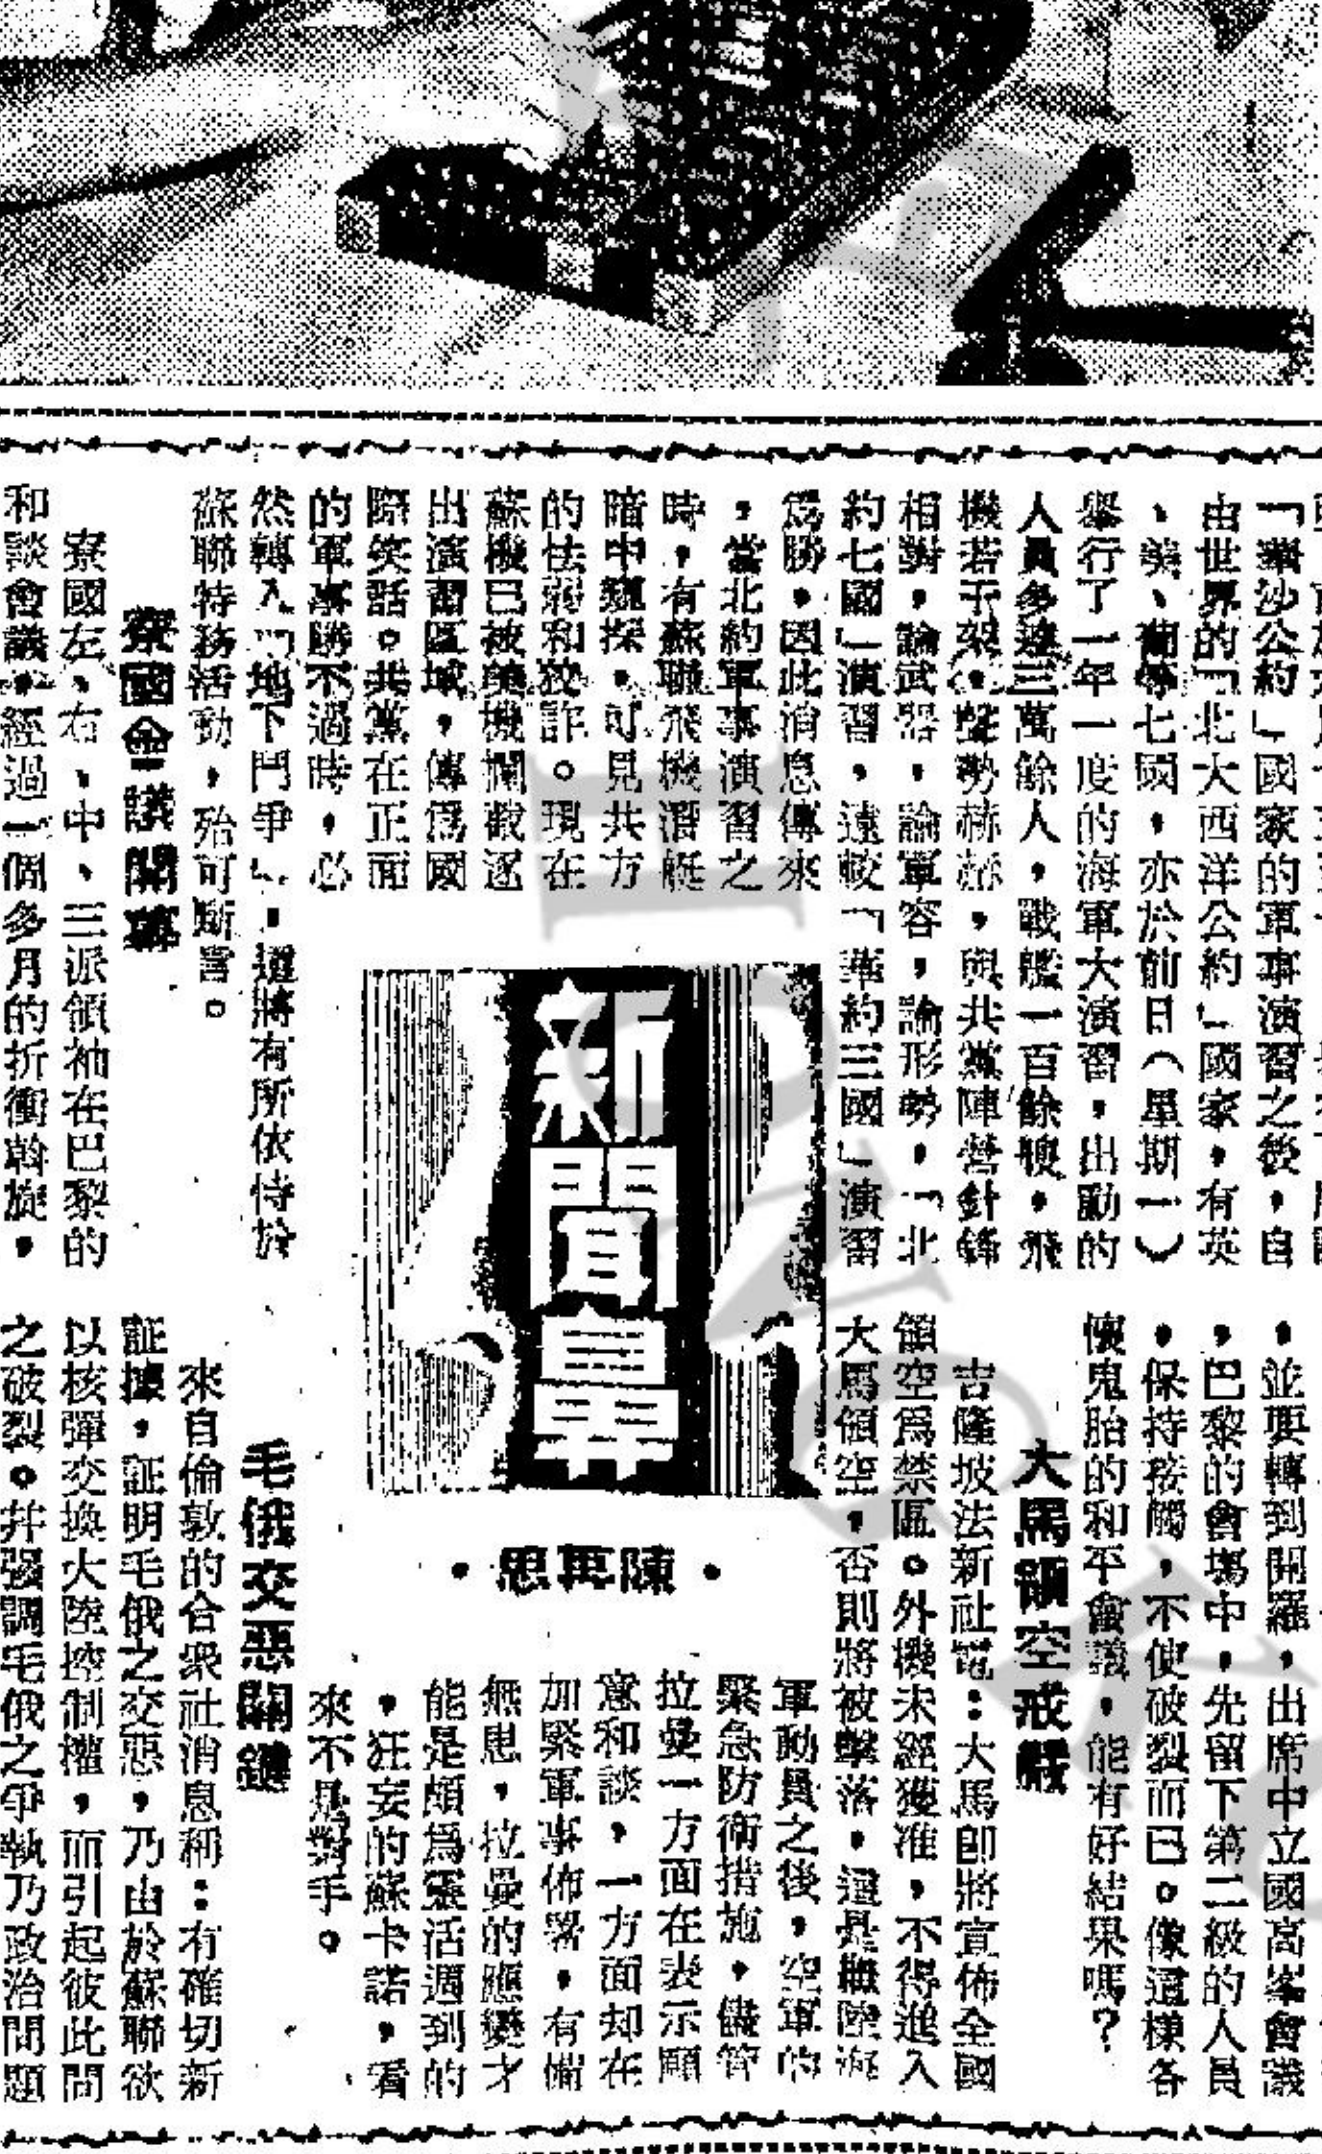 「華沙公約」國家的軍事演習之後，自
由世界的「北大西洋公約」國家，有英
、美、蘭等七國，亦於前日（星期一）
舉行了一年一度的海軍大演習，出動的
人員多達三萬餘人，戰艦一百餘艘，飛
機若干架，聲勢赫赫，與共黨陣營針鋒
相對，論武器，論軍容，論形勢，「北
約七國」演習，遠較「華約三國」演習
爲勝，因此消息傳來
，當北約軍事演習之
時，有蘇聯飛機潛艇
暗中窺探，可見共方
的怯弱和狡詐。現在
蘇機已被美機攔截逐
出演習區域，傳爲國
際笑話。共黨在正面
的軍事勝不過時，必
然轉入「地下鬥爭」，還將有所依恃於
蘇聯特務活動，殆可斷言。
寮國會議開幕
寮國左、右、中、三派領袖在巴黎的
和談會議，經過一個多月的折衝斡旋，
新聞眼界
・陳再思・
，並要轉到開羅，出席中立國高峯會議
，巴黎的會塲中，先留下第二級的人員
，保持接觸，不使破裂而已。像這樣各
懷鬼胎的和平會議，能有好結果嗎？
大馬領空戒嚴
吉隆坡法新社電：大馬即將宣佈全國
領空爲禁區。外機未經獲准，不得進入
大馬領空，否則將被擊落，這是繼陸海
軍動員之後，空軍的
緊急防衛措施，儘管
拉曼一方面在表示願
意和談，一方面却在
加緊軍事佈署，有備
無患，拉曼的應變才
能是頗爲靈活週到的
，狂妄的蘇卡諾，看
來不是對手。
毛俄交惡關鍵
來自倫敦的合衆社消息稱：有確切新
証據，証明毛俄之交惡，乃由於蘇聯欲
以核彈交換大陸控制權，而引起彼此間
之破裂。并强調毛俄之爭執乃政治問題